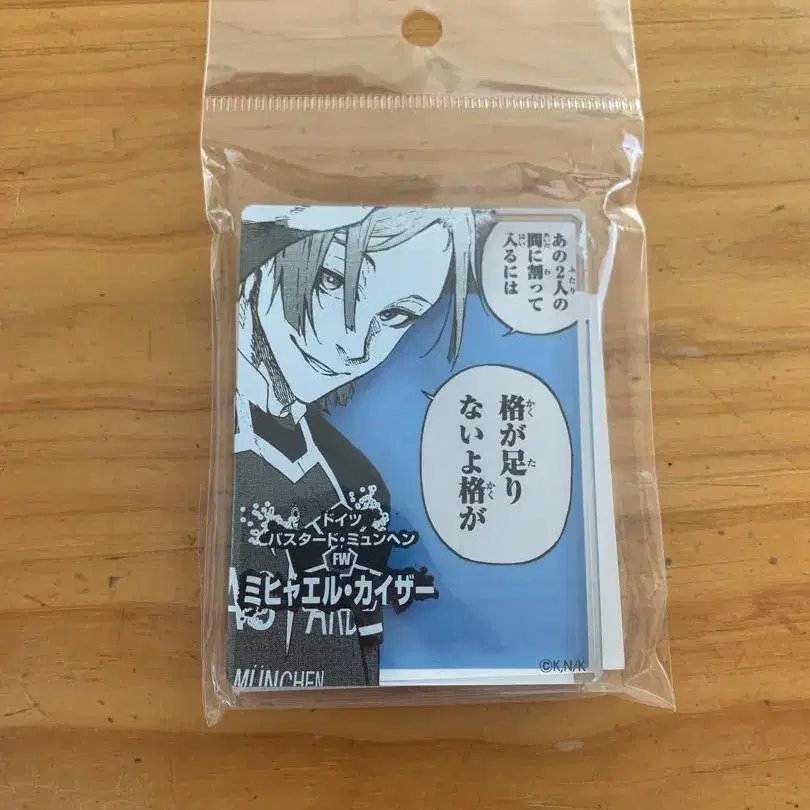 あの2人の
間に割って
入るには
格が足り
ないよ格が
ドイツ
バスタード・ミュンヘン
FW
ミヒャエル・カイザー
MÜNCHEN
©K,N/K